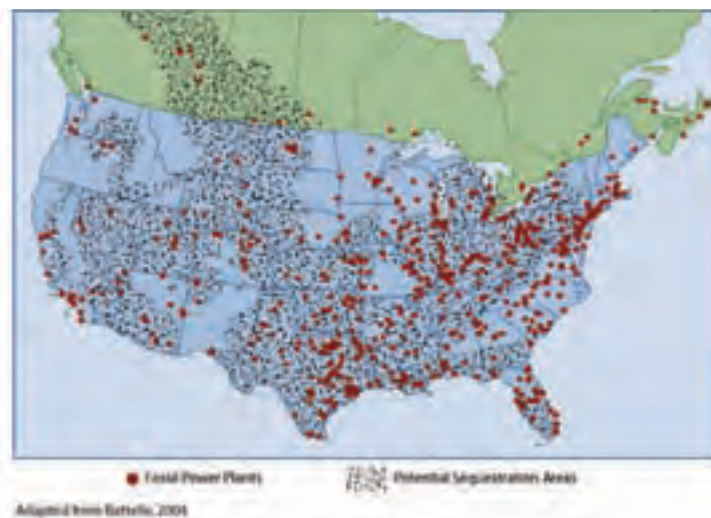 Fossil Power Plants Potential Sequestration Areas
Adapted from Battelle, 2004